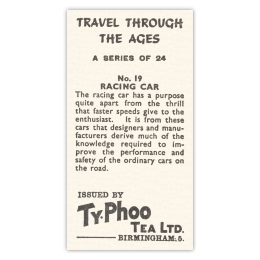 TRAVEL THROUGH
THE AGES
A SERIES OF 24
No. 19
RACING CAR
The racing car has a purpose
quite apart from the thrill
that faster speeds give to the
enthusiast. It is from these
cars that designers and manu-
facturers derive much of the
knowledge required to im-
prove the performance and
safety of the ordinary cars on
the road.
ISSUED BY
Ty·Phoo
TEA LTD.
BIRMINGHAM:5.